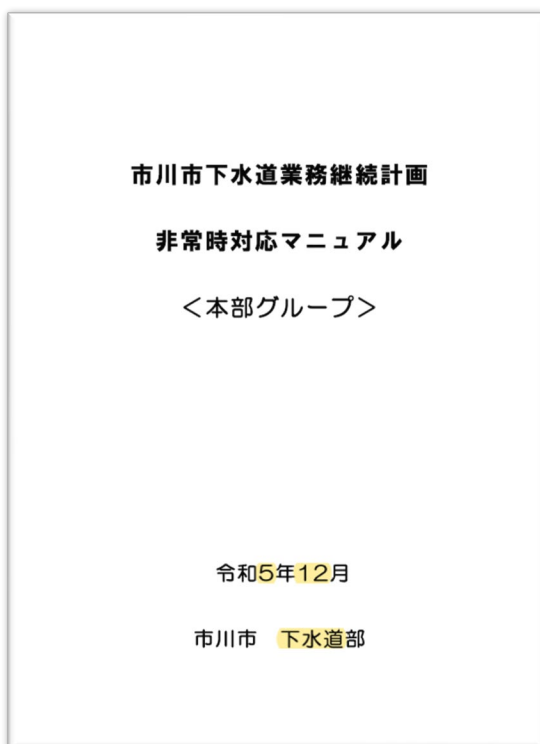 市川市下水道業務継続計画
非常時対応マニュアル
＜本部グループ＞
令和5年12月
市川市　下水道部